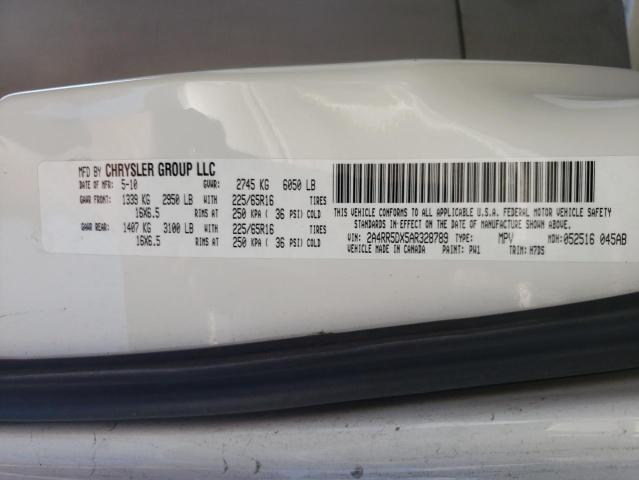 MFD BY CHRYSLER GROUP LLC
DATE OF MFR: 5-10 GVWR: 2745 KG 6050 LB
GAWR FRONT: 1339 KG 2950 LB WITH 225/65R16 TIRES
16X6.5 RIMS AT 250 KPA ( 36 PSI) COLD
GAWR REAR: 1407 KG 3100 LB WITH 225/65R16 TIRES
16X6.5 RIMS AT 250 KPA ( 36 PSI) COLD
THIS VEHICLE CONFORMS TO ALL APPLICABLE U.S.A. FEDERAL MOTOR VEHICLE SAFETY
STANDARDS IN EFFECT ON THE DATE OF MANUFACTURE SHOWN ABOVE.
VIN: 2A4RR5DX5AR328789 TYPE: MPV MDH: 052516 045AB
VEHICLE MADE IN CANADA PAINT: PW1 TRIM: H7DS